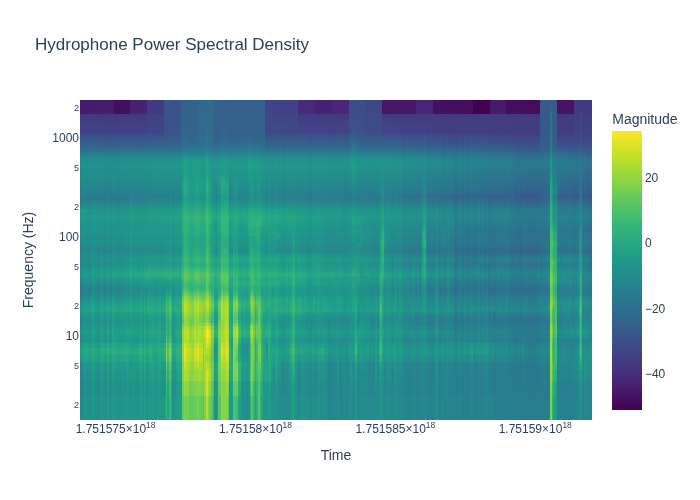 Hydrophone Power Spectral Density
Magnitude
2
1000
5
2
100
5
2
10
5
2
Frequency (Hz)
20
0
−20
−40
1.751575×10¹⁸ 1.75158×10¹⁸ 1.751585×10¹⁸ 1.75159×10¹⁸
Time